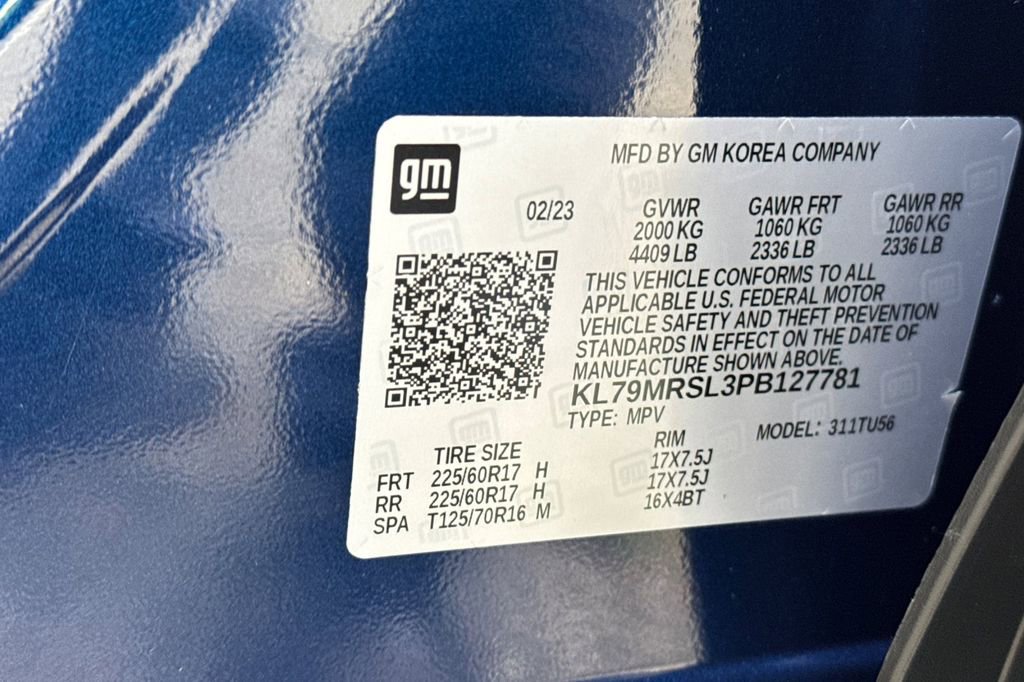 gm
MFD BY GM KOREA COMPANY
02/23 GVWR GAWR FRT GAWR RR
2000 KG 1060 KG 1060 KG
4409 LB 2336 LB 2336 LB
THIS VEHICLE CONFORMS TO ALL
APPLICABLE U.S. FEDERAL MOTOR
VEHICLE SAFETY AND THEFT PREVENTION
STANDARDS IN EFFECT ON THE DATE OF
MANUFACTURE SHOWN ABOVE.
KL79MRSL3PB127781
TYPE: MPV MODEL: 311TU56
TIRE SIZE RIM
FRT 225/60R17 H 17X7.5J
RR 225/60R17 H 17X7.5J
SPA T125/70R16 M 16X4BT